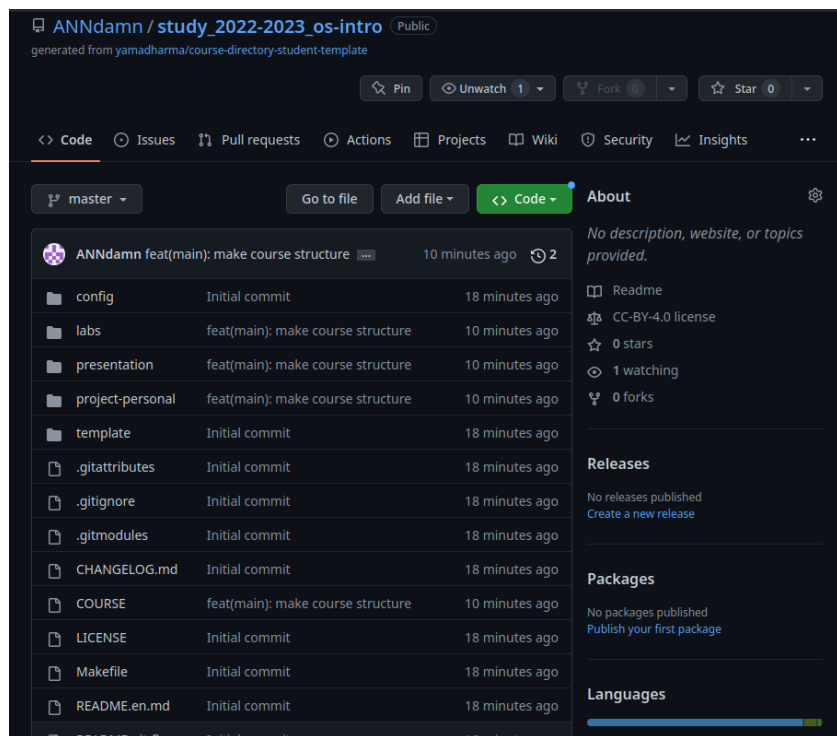 ANNdamn / study_2022-2023_os-intro Public
generated from yamadharma/course-directory-student-template
Pin Unwatch 1 Fork 0 Star 0
Code Issues Pull requests Actions Projects Wiki Security Insights ...
master Go to file Add file Code
ANNdamn feat(main): make course structure ... 10 minutes ago 2
config Initial commit 18 minutes ago
labs feat(main): make course structure 10 minutes ago
presentation feat(main): make course structure 10 minutes ago
project-personal feat(main): make course structure 10 minutes ago
template Initial commit 18 minutes ago
.gitattributes Initial commit 18 minutes ago
.gitignore Initial commit 18 minutes ago
.gitmodules Initial commit 18 minutes ago
CHANGELOG.md Initial commit 18 minutes ago
COURSE feat(main): make course structure 10 minutes ago
LICENSE Initial commit 18 minutes ago
Makefile Initial commit 18 minutes ago
README.en.md Initial commit 18 minutes ago
About
No description, website, or topics
provided.
Readme
CC-BY-4.0 license
0 stars
1 watching
0 forks
Releases
No releases published
Create a new release
Packages
No packages published
Publish your first package
Languages